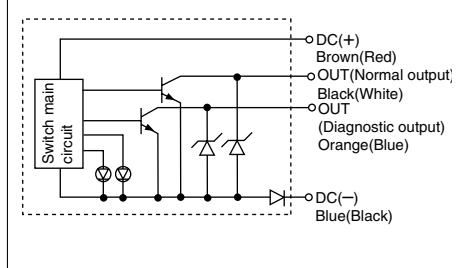 DC(+)
Brown(Red)
OUT(Normal output)
Black(White)
OUT
(Diagnostic output)
Orange(Blue)
Switch main
circuit
DC(—)
Blue(Black)